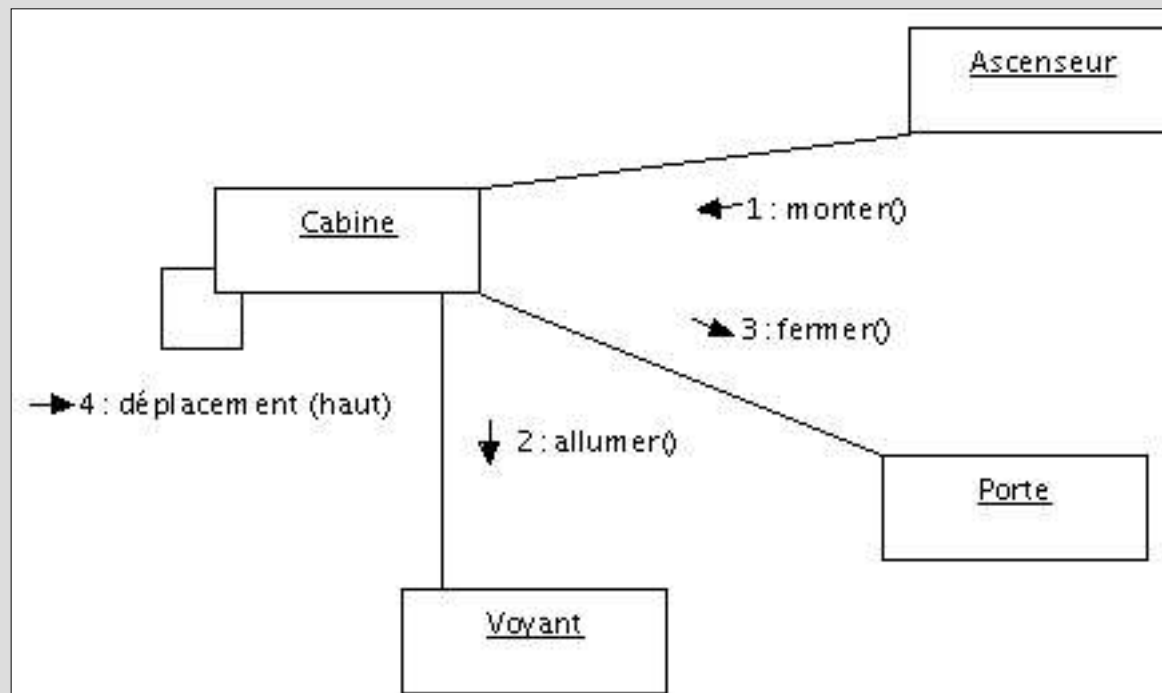 Ascenseur
Cabine
1 : monter()
3 : fermer()
4 : déplacement (haut)
2 : allumer()
Porte
Voyant